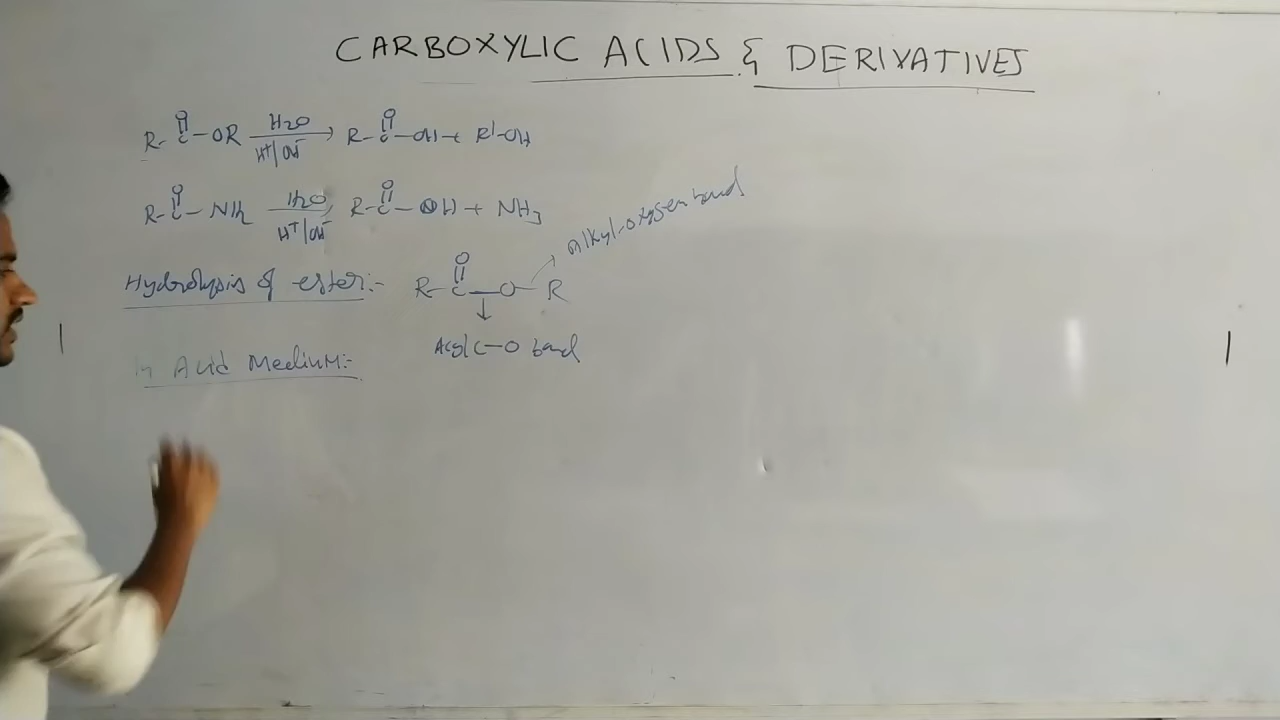 CARBOXYLIC ACIDS & DERIVATIVES
R-C(=O)-OR H2O H+/OH- → R-C(=O)-OH + R'-OH
R-C(=O)-NH2 H2O H+/OH- → R-C(=O)-OH + NH3
Alkyl-oxygen bond
Hydrolysis of ester:- R-C(=O)-O-R
Acyl C-O bond
In Acid Medium:-